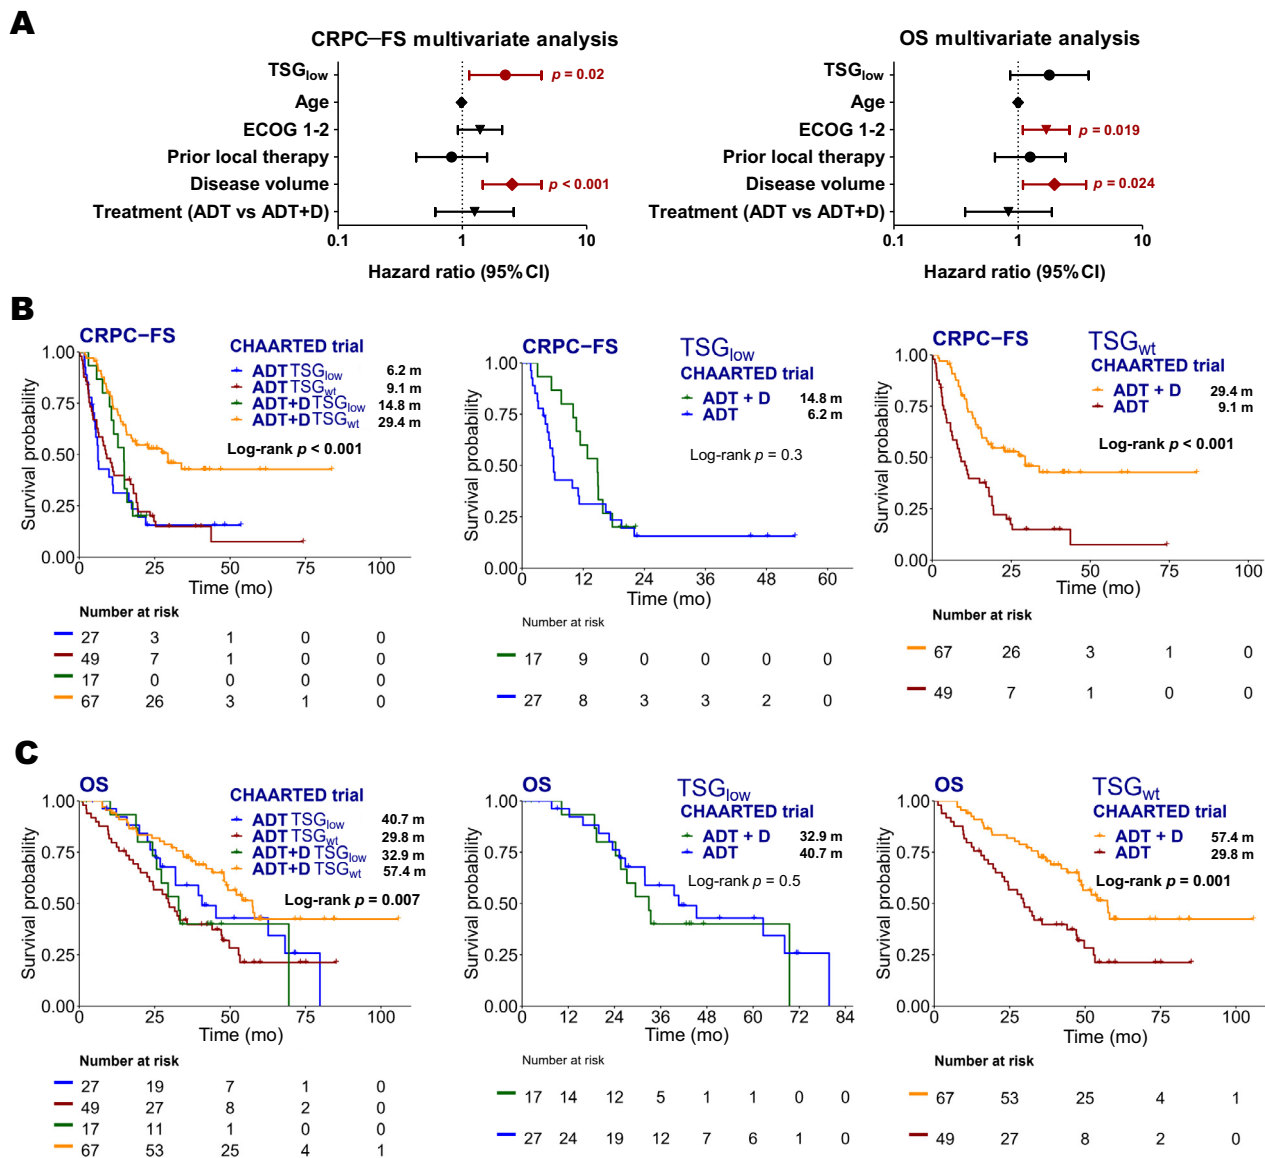 A
CRPC–FS multivariate analysis
TSGlow
p = 0.02
Age
ECOG 1-2
Prior local therapy
Disease volume
p < 0.001
Treatment (ADT vs ADT+D)
0.1 1 10
Hazard ratio (95% CI)
OS multivariate analysis
TSGlow
Age
ECOG 1-2
p = 0.019
Prior local therapy
Disease volume
p = 0.024
Treatment (ADT vs ADT+D)
0.1 1 10
Hazard ratio (95% CI)
B
CRPC–FS
CHAARTED trial
ADT TSGlow 6.2 m
ADT TSGwt 9.1 m
ADT+D TSGlow 14.8 m
ADT+D TSGwt 29.4 m
Log-rank p < 0.001
Survival probability
1.00
0.75
0.50
0.25
0.00
0 25 50 75 100
Time (mo)
Number at risk
27 3 1 0 0
49 7 1 0 0
17 0 0 0 0
67 26 3 1 0
CRPC–FS
TSGlow
CHAARTED trial
ADT + D 14.8 m
ADT 6.2 m
Log-rank p = 0.3
Survival probability
1.00
0.75
0.50
0.25
0.00
0 12 24 36 48 60
Time (mo)
Number at risk
17 9 0 0 0 0
27 8 3 3 2 0
CRPC–FS
TSGwt
CHAARTED trial
ADT + D 29.4 m
ADT 9.1 m
Log-rank p < 0.001
Survival probability
1.00
0.75
0.50
0.25
0.00
0 25 50 75 100
Time (mo)
Number at risk
67 26 3 1 0
49 7 1 0 0
C
OS
CHAARTED trial
ADT TSGlow 40.7 m
ADT TSGwt 29.8 m
ADT+D TSGlow 32.9 m
ADT+D TSGwt 57.4 m
Log-rank p = 0.007
Survival probability
1.00
0.75
0.50
0.25
0.00
0 25 50 75 100
Time (mo)
Number at risk
27 19 7 1 0
49 27 8 2 0
17 11 1 0 0
67 53 25 4 1
OS
TSGlow
CHAARTED trial
ADT + D 32.9 m
ADT 40.7 m
Log-rank p = 0.5
Survival probability
1.00
0.75
0.50
0.25
0.00
0 12 24 36 48 60 72 84
Time (mo)
Number at risk
17 14 12 5 1 1 0 0
27 24 19 12 7 6 1 0
OS
TSGwt
CHAARTED trial
ADT + D 57.4 m
ADT 29.8 m
Log-rank p = 0.001
Survival probability
1.00
0.75
0.50
0.25
0.00
0 25 50 75 100
Time (mo)
Number at risk
67 53 25 4 1
49 27 8 2 0